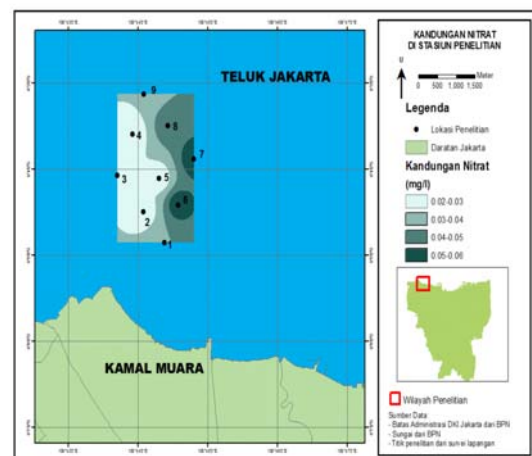 TELUK JAKARTA
9
8
4
7
3
5
6
2
1
KAMAL MUARA
KANDUNGAN NITRAT
DI STASIUN PENELITIAN
U
Meter
0 500 1,000 1,500
Legenda
Lokasi Penelitian
Daratan Jakarta
Kandungan Nitrat
(mg/l)
0.02-0.03
0.03-0.04
0.04-0.05
0.05-0.06
Wilayah Penelitian
Sumber Data:
- Batas Administrasi DKI Jakarta dari BPN
- Sungai dari BPN
- Titik penelitian dari survei lapangan